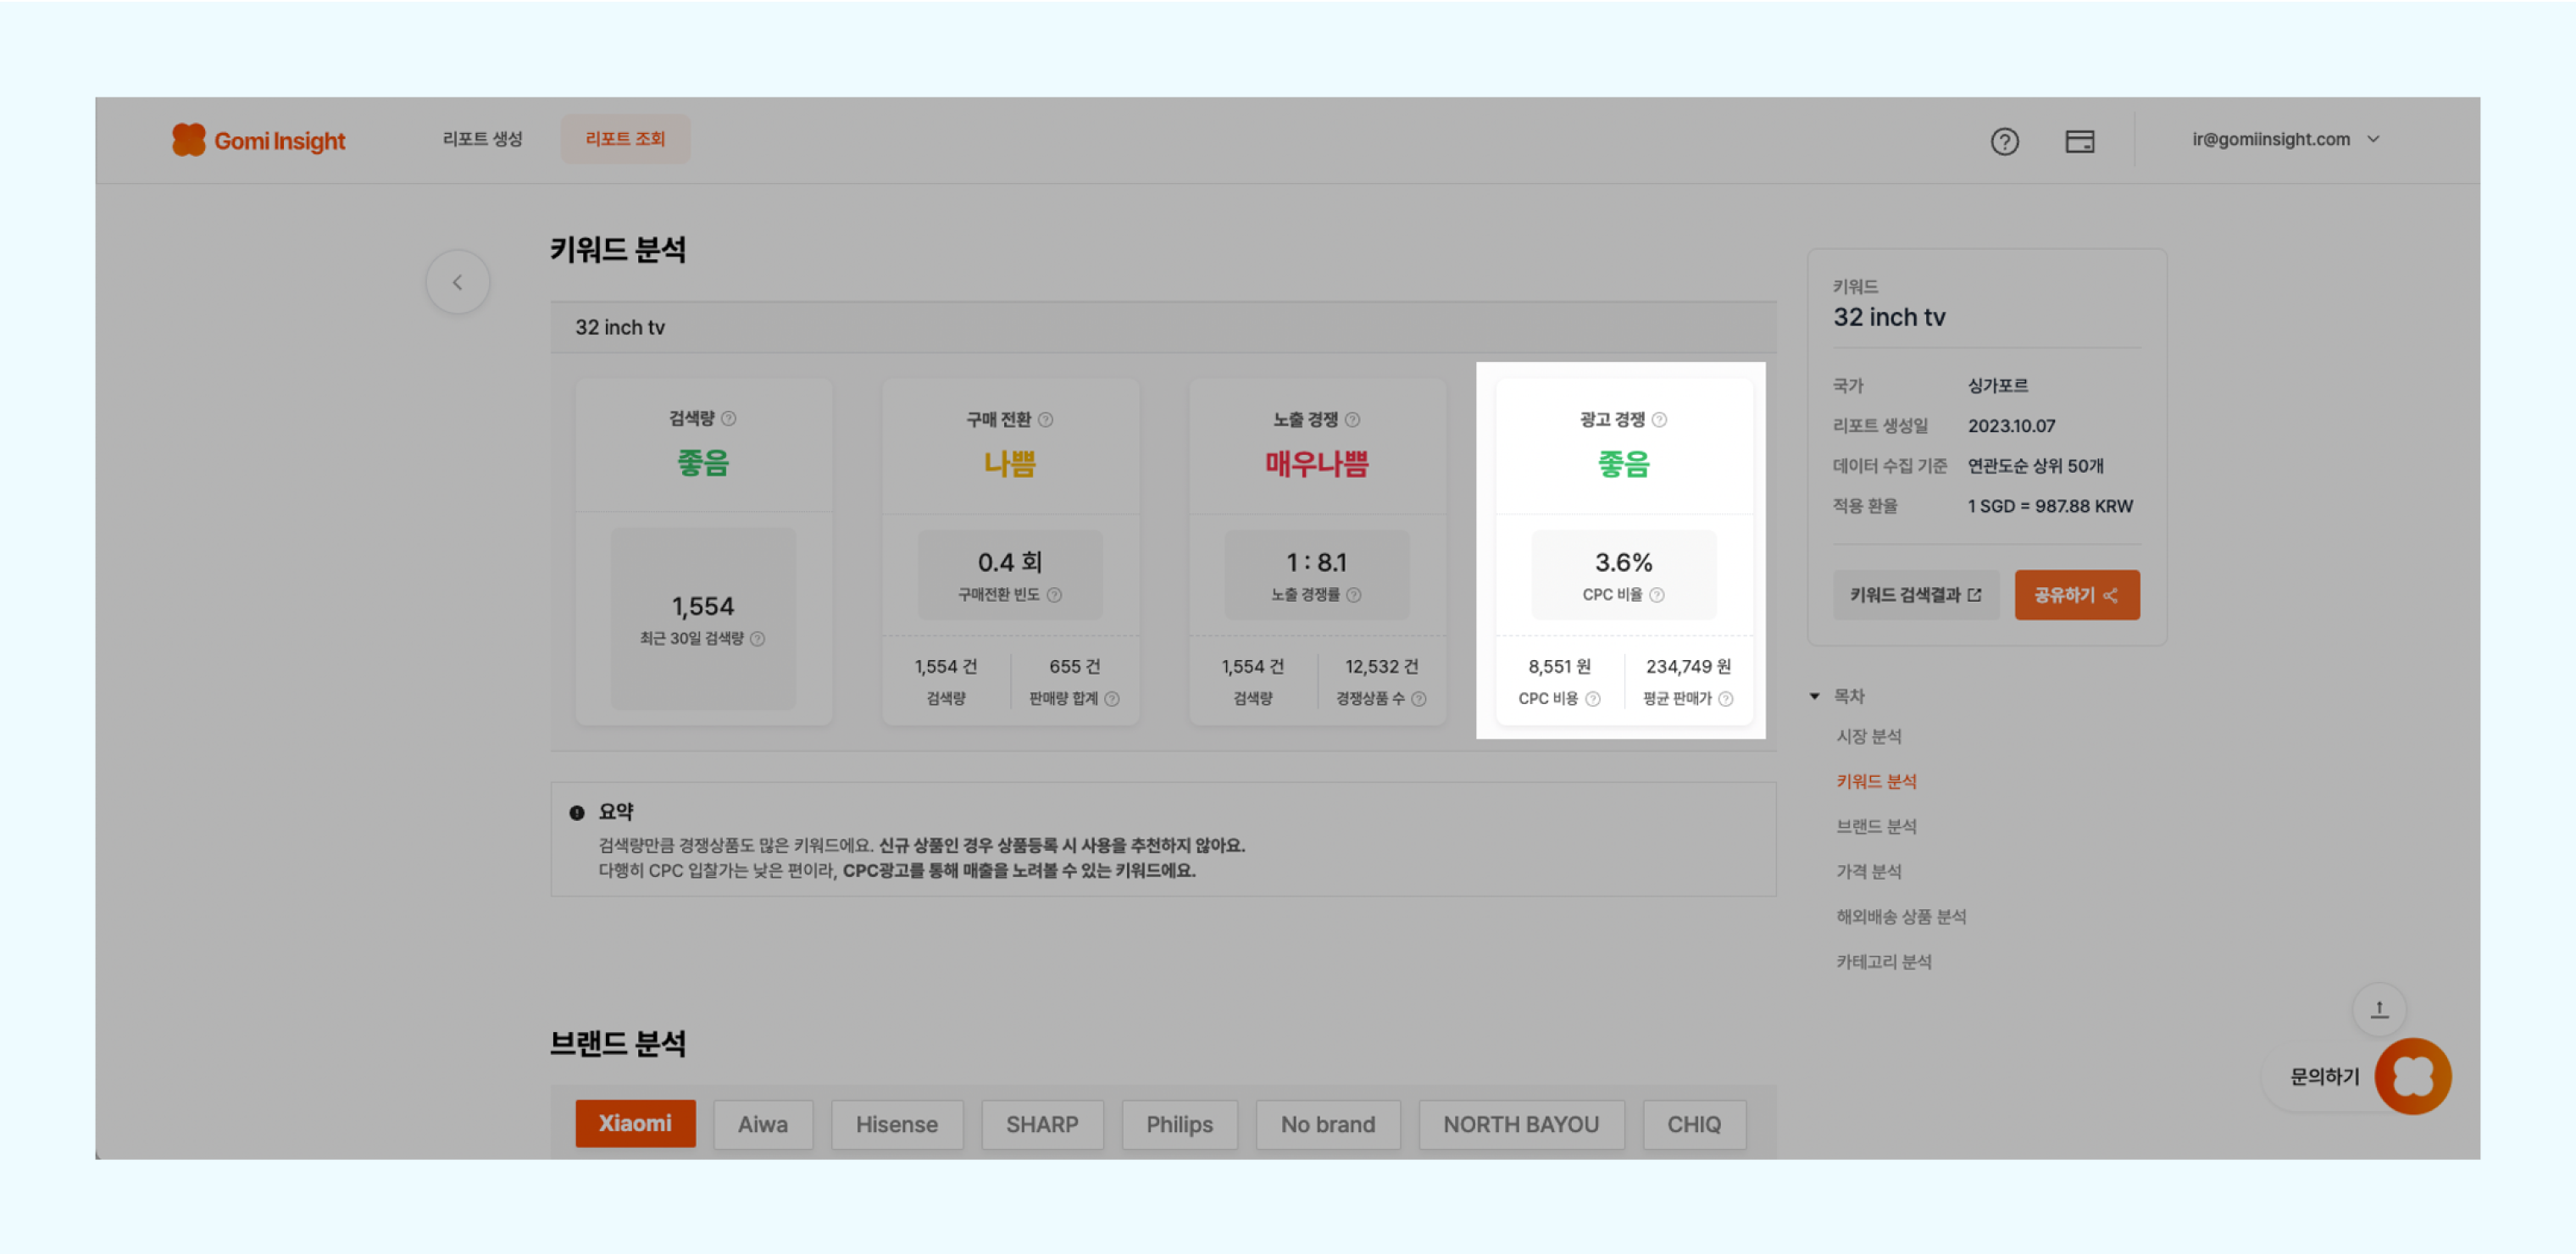 Gomi Insight
리포트 생성
리포트 조회
ir@gomiinsight.com
키워드 분석
32 inch tv
검색량
좋음
1,554
최근 30일 검색량
구매 전환
나쁨
0.4 회
구매전환 빈도
1,554 건
655 건
검색량
판매량 합계
노출 경쟁
매우나쁨
1 : 8.1
노출 경쟁률
1,554 건
12,532 건
검색량
경쟁상품 수
광고 경쟁
좋음
3.6%
CPC 비율
8,551 원
234,749 원
CPC 비용
평균 판매가
요약
검색량만큼 경쟁상품도 많은 키워드에요. 신규 상품인 경우 상품등록 시 사용을 추천하지 않아요.
다행히 CPC 입찰가는 낮은 편이라, CPC광고를 통해 매출을 노려볼 수 있는 키워드에요.
브랜드 분석
Xiaomi
Aiwa
Hisense
SHARP
Philips
No brand
NORTH BAYOU
CHIQ
키워드
32 inch tv
국가 싱가포르
리포트 생성일 2023.10.07
데이터 수집 기준 연관도순 상위 50개
적용 환율 1 SGD = 987.88 KRW
키워드 검색결과
공유하기
목차
시장 분석
키워드 분석
브랜드 분석
가격 분석
해외배송 상품 분석
카테고리 분석
문의하기